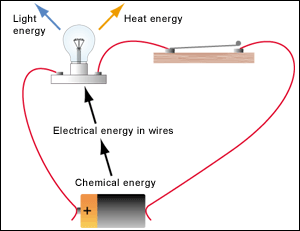 Light
energy
Heat energy
Electrical energy in wires
Chemical energy
+